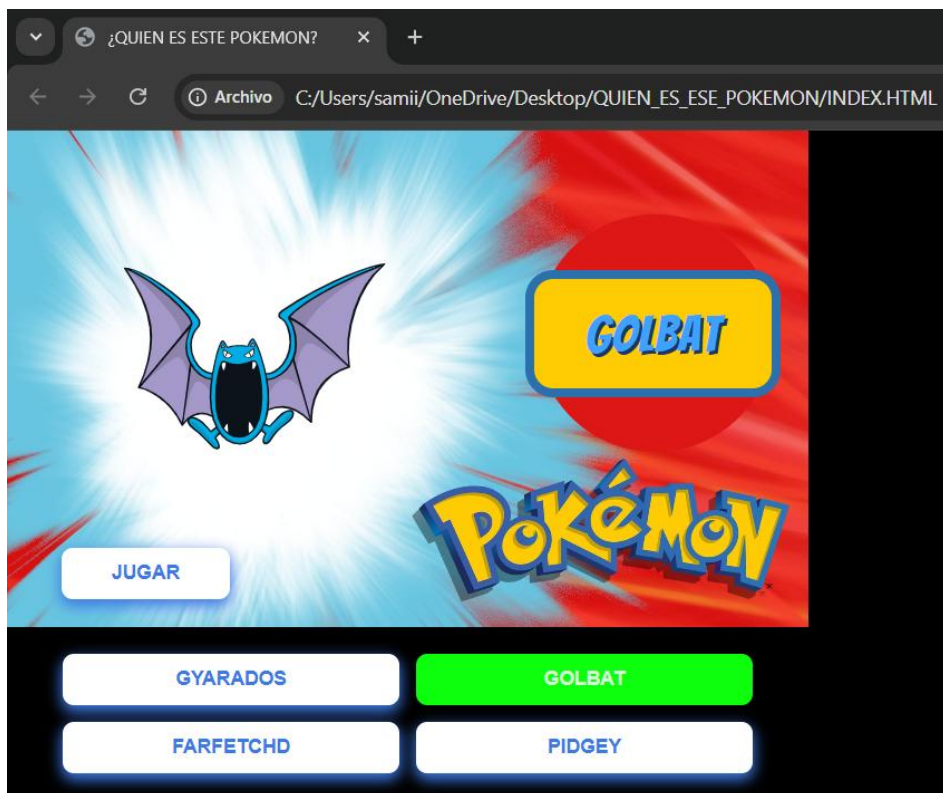 ¿QUIEN ES ESTE POKEMON?
Archivo C:/Users/samii/OneDrive/Desktop/QUIEN_ES_ESE_POKEMON/INDEX.HTML
GOLBAT
POKéMON
JUGAR
GYARADOS GOLBAT
FARFETCHD PIDGEY